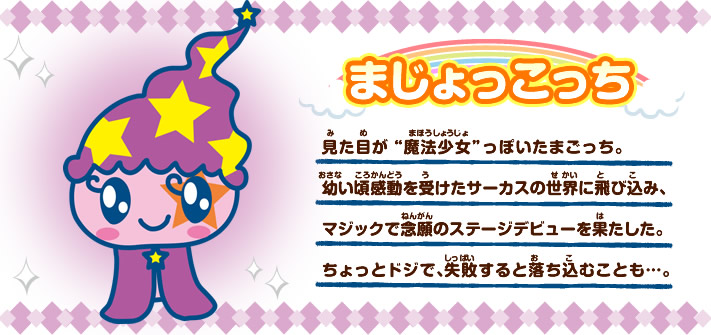 まじょっこっち
見た目が“魔法少女”っぽいたまごっち。
幼い頃感動を受けたサーカスの世界に飛び込み、
マジックで念願のステージデビューを果たした。
ちょっとドジで、失敗すると落ち込むことも…。